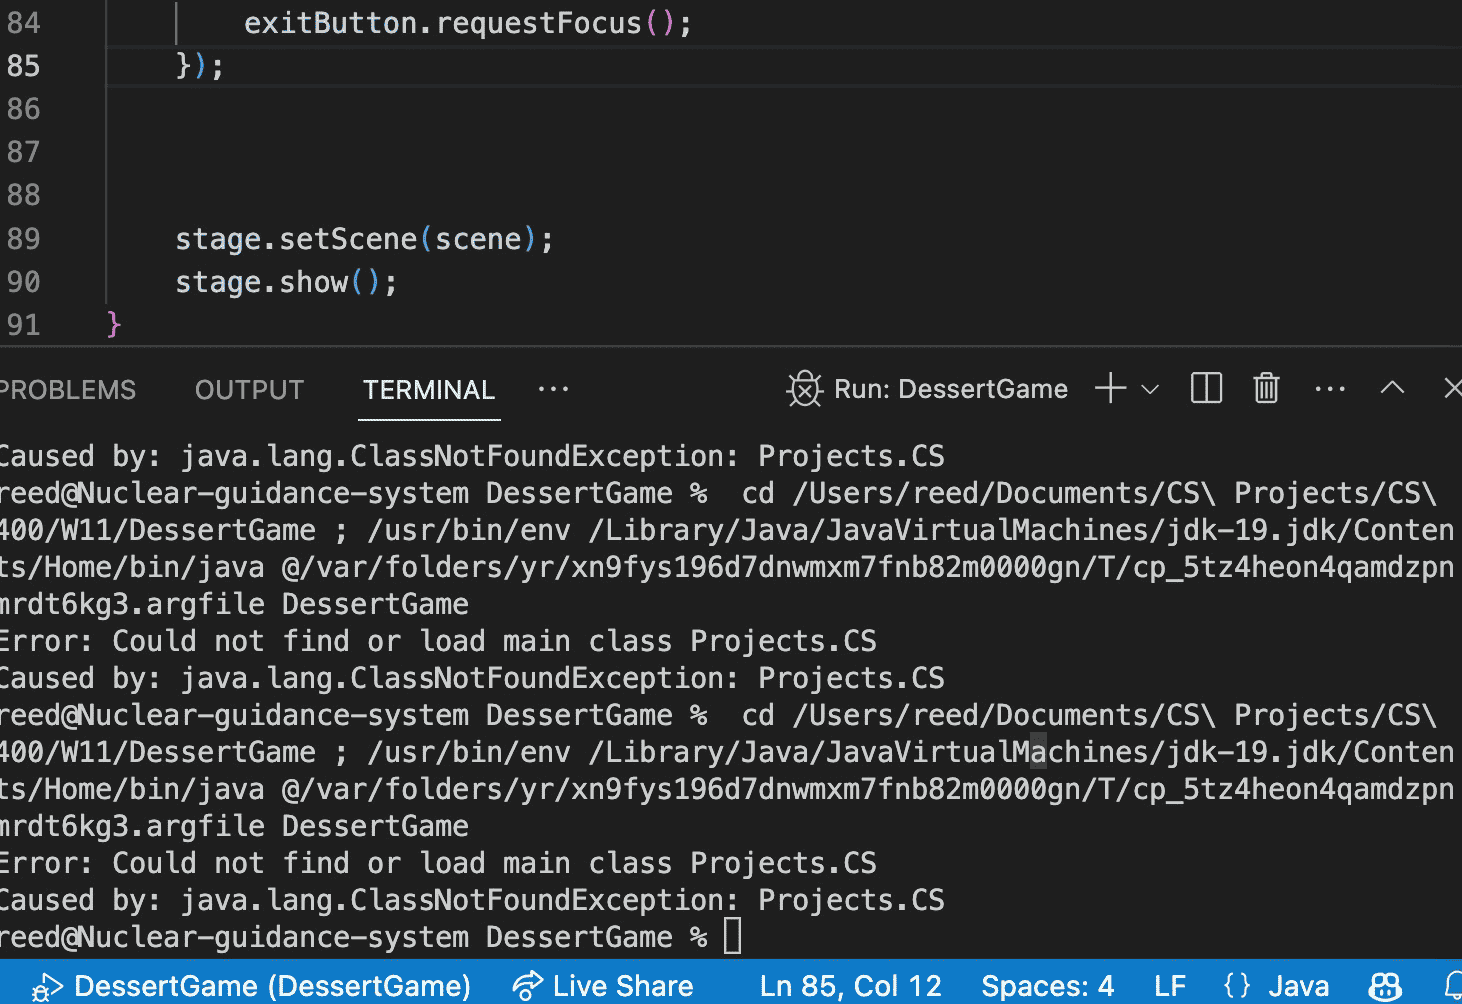 84 exitButton.requestFocus();
85 });
86
87
88
89 stage.setScene(scene);
90 stage.show();
91 }
PROBLEMS OUTPUT TERMINAL ··· Run: DessertGame
Caused by: java.lang.ClassNotFoundException: Projects.CS
reed@Nuclear-guidance-system DessertGame %  cd /Users/reed/Documents/CS\ Projects/CS\
400/W11/DessertGame ; /usr/bin/env /Library/Java/JavaVirtualMachines/jdk-19.jdk/Conten
ts/Home/bin/java @/var/folders/yr/xn9fys196d7dnwmxm7fnb82m0000gn/T/cp_5tz4heon4qamdzpn
mrdt6kg3.argfile DessertGame
Error: Could not find or load main class Projects.CS
Caused by: java.lang.ClassNotFoundException: Projects.CS
reed@Nuclear-guidance-system DessertGame %  cd /Users/reed/Documents/CS\ Projects/CS\
400/W11/DessertGame ; /usr/bin/env /Library/Java/JavaVirtualMachines/jdk-19.jdk/Conten
ts/Home/bin/java @/var/folders/yr/xn9fys196d7dnwmxm7fnb82m0000gn/T/cp_5tz4heon4qamdzpn
mrdt6kg3.argfile DessertGame
Error: Could not find or load main class Projects.CS
Caused by: java.lang.ClassNotFoundException: Projects.CS
reed@Nuclear-guidance-system DessertGame %
DessertGame (DessertGame) Live Share Ln 85, Col 12 Spaces: 4 LF {} Java